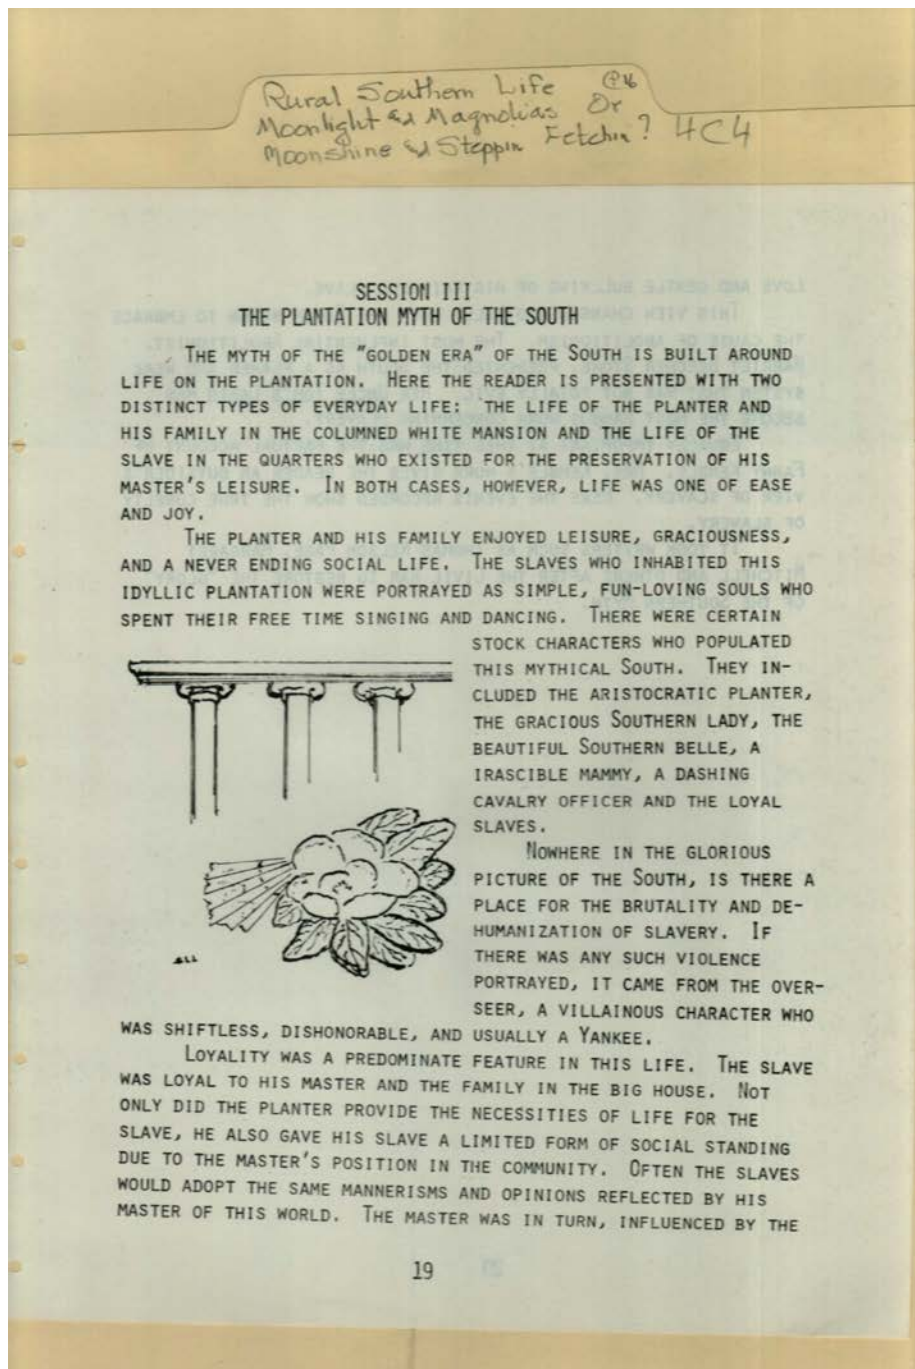 Rural Southern Life @16
Moonlight & Magnolias Or
Moonshine & Steppin Fetchin? 4C4
SESSION III
THE PLANTATION MYTH OF THE SOUTH
THE MYTH OF THE "GOLDEN ERA" OF THE SOUTH IS BUILT AROUND
LIFE ON THE PLANTATION. HERE THE READER IS PRESENTED WITH TWO
DISTINCT TYPES OF EVERYDAY LIFE: THE LIFE OF THE PLANTER AND
HIS FAMILY IN THE COLUMNED WHITE MANSION AND THE LIFE OF THE
SLAVE IN THE QUARTERS WHO EXISTED FOR THE PRESERVATION OF HIS
MASTER'S LEISURE. IN BOTH CASES, HOWEVER, LIFE WAS ONE OF EASE
AND JOY.
THE PLANTER AND HIS FAMILY ENJOYED LEISURE, GRACIOUSNESS,
AND A NEVER ENDING SOCIAL LIFE. THE SLAVES WHO INHABITED THIS
IDYLLIC PLANTATION WERE PORTRAYED AS SIMPLE, FUN-LOVING SOULS WHO
SPENT THEIR FREE TIME SINGING AND DANCING. THERE WERE CERTAIN
STOCK CHARACTERS WHO POPULATED
THIS MYTHICAL SOUTH. THEY IN-
CLUDED THE ARISTOCRATIC PLANTER,
THE GRACIOUS SOUTHERN LADY, THE
BEAUTIFUL SOUTHERN BELLE, A
IRASCIBLE MAMMY, A DASHING
CAVALRY OFFICER AND THE LOYAL
SLAVES.
NOWHERE IN THE GLORIOUS
PICTURE OF THE SOUTH, IS THERE A
PLACE FOR THE BRUTALITY AND DE-
HUMANIZATION OF SLAVERY. IF
THERE WAS ANY SUCH VIOLENCE
PORTRAYED, IT CAME FROM THE OVER-
SEER, A VILLAINOUS CHARACTER WHO
WAS SHIFTLESS, DISHONORABLE, AND USUALLY A YANKEE.
LOYALITY WAS A PREDOMINATE FEATURE IN THIS LIFE. THE SLAVE
WAS LOYAL TO HIS MASTER AND THE FAMILY IN THE BIG HOUSE. NOT
ONLY DID THE PLANTER PROVIDE THE NECESSITIES OF LIFE FOR THE
SLAVE, HE ALSO GAVE HIS SLAVE A LIMITED FORM OF SOCIAL STANDING
DUE TO THE MASTER'S POSITION IN THE COMMUNITY. OFTEN THE SLAVES
WOULD ADOPT THE SAME MANNERISMS AND OPINIONS REFLECTED BY HIS
MASTER OF THIS WORLD. THE MASTER WAS IN TURN, INFLUENCED BY THE
19